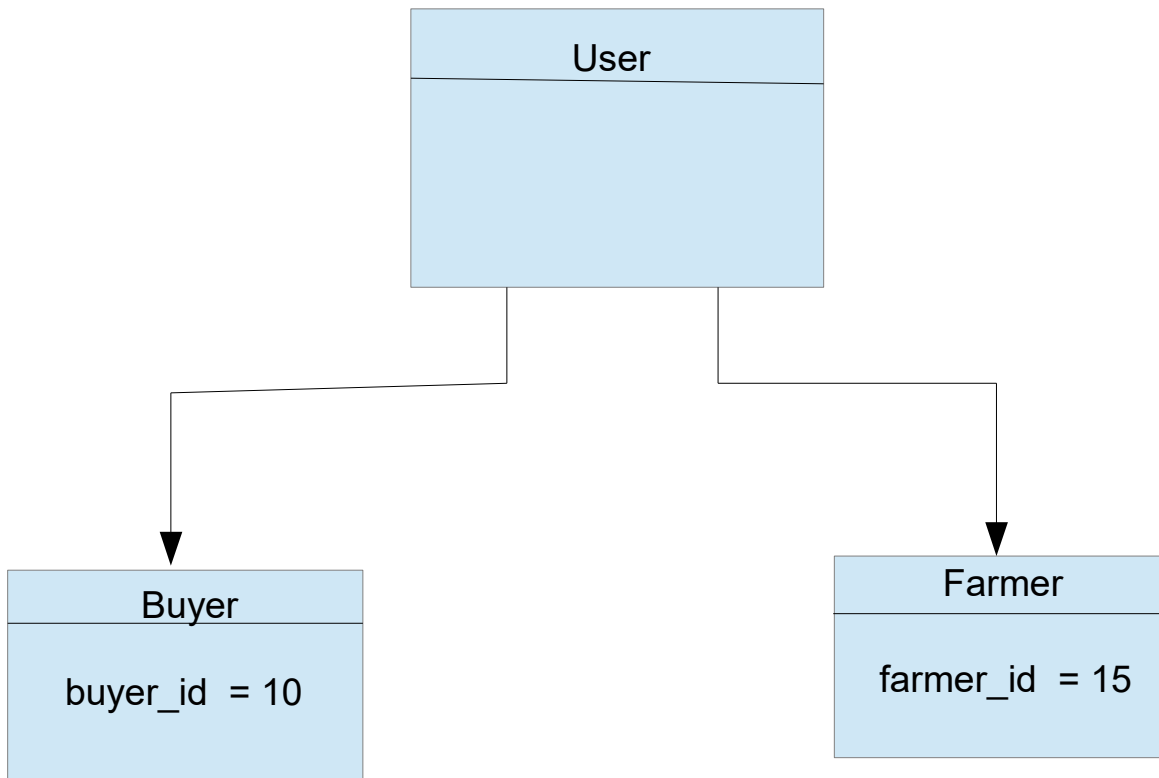 User
Buyer
buyer_id = 10
Farmer
farmer_id = 15